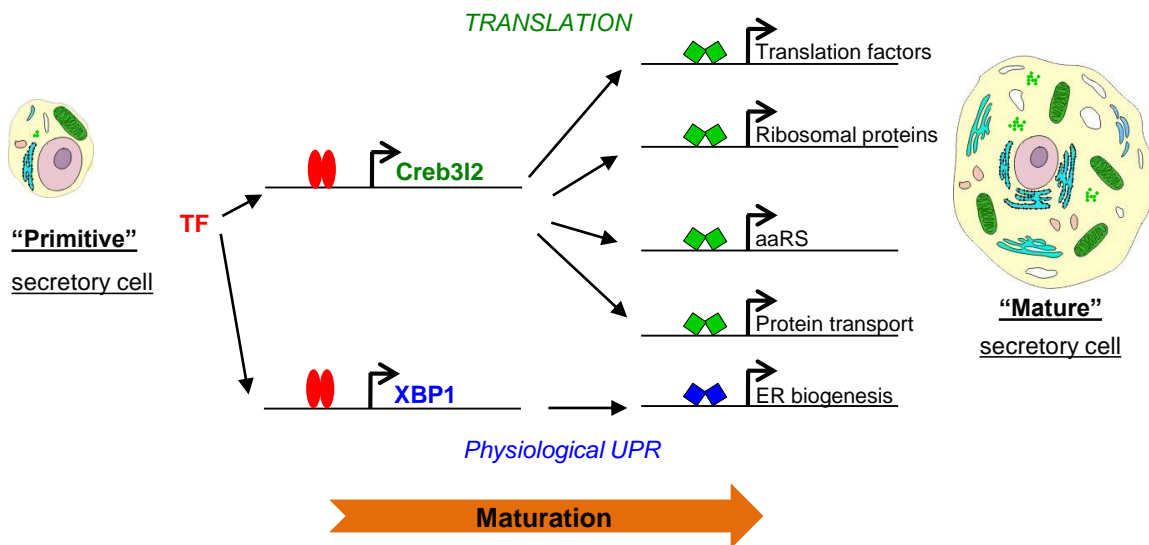 TRANSLATION
Translation factors
Ribosomal proteins
Creb3l2
TF
"Primitive"
secretory cell
aaRS
Protein transport
"Mature"
secretory cell
XBP1
ER biogenesis
Physiological UPR
Maturation